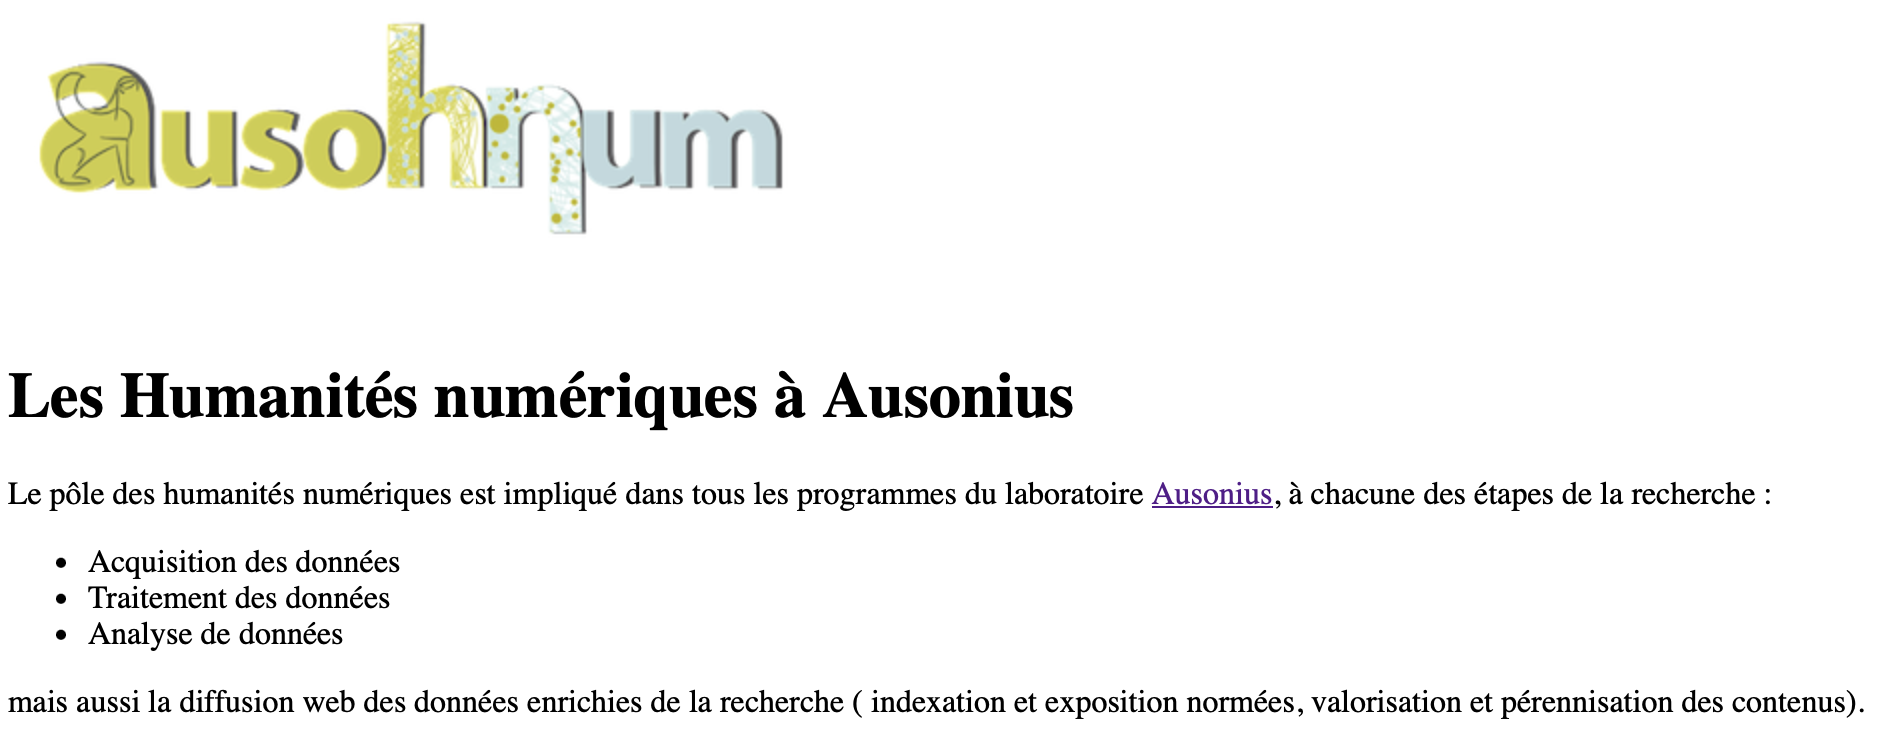 ausohnum
Les Humanités numériques à Ausonius
Le pôle des humanités numériques est impliqué dans tous les programmes du laboratoire Ausonius, à chacune des étapes de la recherche :
• Acquisition des données
• Traitement des données
• Analyse de données
mais aussi la diffusion web des données enrichies de la recherche ( indexation et exposition normées, valorisation et pérennisation des contenus).